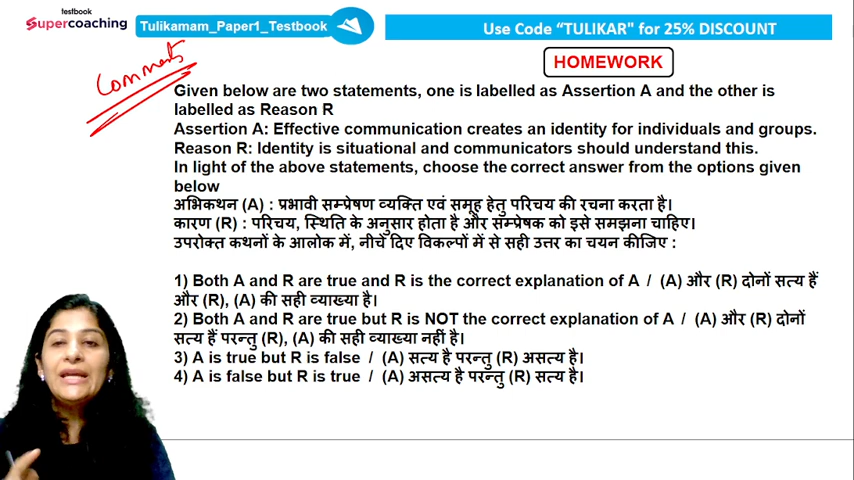 testbook
Supercoaching
Tulikamam_Paper1_Testbook
Use Code “TULIKAR" for 25% DISCOUNT
Comments
HOMEWORK
Given below are two statements, one is labelled as Assertion A and the other is
labelled as Reason R
Assertion A: Effective communication creates an identity for individuals and groups.
Reason R: Identity is situational and communicators should understand this.
In light of the above statements, choose the correct answer from the options given
below
अभिकथन (A) : प्रभावी सम्प्रेषण व्यक्ति एवं समूह हेतु परिचय की रचना करता है।
कारण (R) : परिचय, स्थिति के अनुसार होता है और सम्प्रेषक को इसे समझना चाहिए।
उपरोक्त कथनों के आलोक में, नीचे दिए विकल्पों में से सही उत्तर का चयन कीजिए :
1) Both A and R are true and R is the correct explanation of A / (A) और (R) दोनों सत्य हैं
और (R), (A) की सही व्याख्या है।
2) Both A and R are true but R is NOT the correct explanation of A / (A) और (R) दोनों
सत्य हैं परन्तु (R), (A) की सही व्याख्या नहीं है।
3) A is true but R is false / (A) सत्य है परन्तु (R) असत्य है।
4) A is false but R is true / (A) असत्य है परन्तु (R) सत्य है।